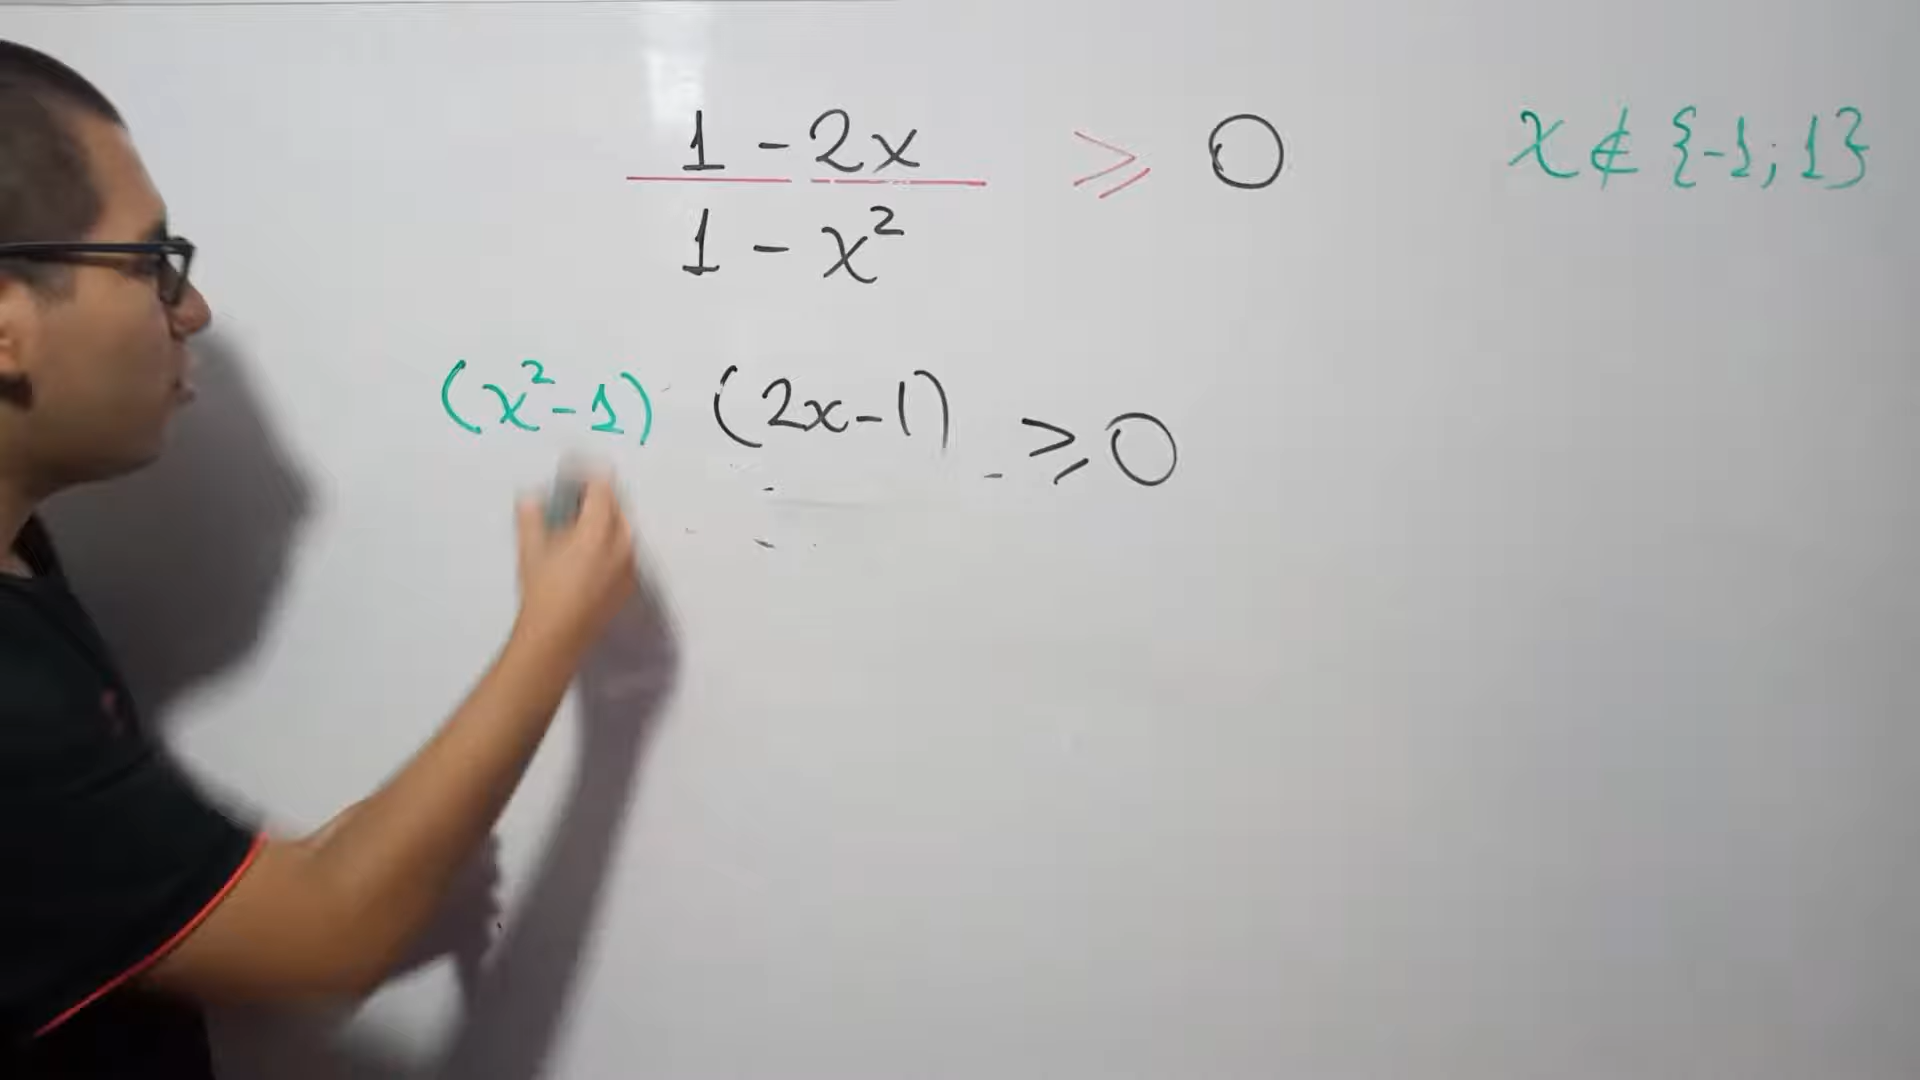 1 - 2x
1 - x² ⩾ 0 x ∉ {-1; 1}
(x²-1) (2x-1) ⩾ 0